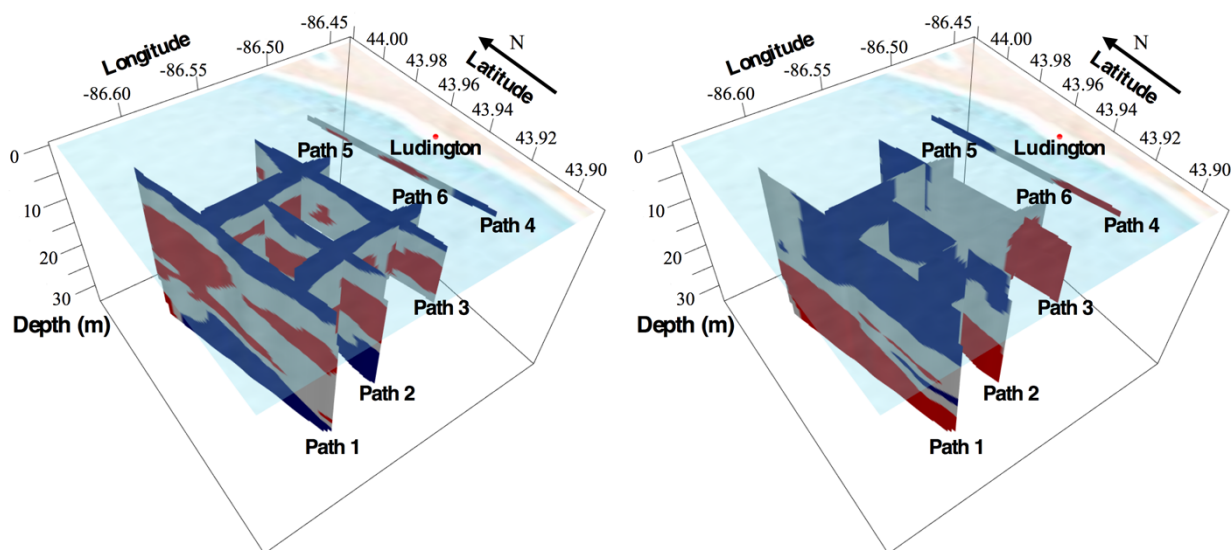 Longitude
-86.60
-86.55
-86.50
-86.45
44.00
43.98
43.96
43.94
43.92
43.90
N
Latitude
0
10
20
30
Depth (m)
Ludington
Path 5
Path 6
Path 4
Path 3
Path 2
Path 1
Longitude
-86.60
-86.55
-86.50
-86.45
44.00
43.98
43.96
43.94
43.92
43.90
N
Latitude
0
10
20
30
Depth (m)
Ludington
Path 5
Path 6
Path 4
Path 3
Path 2
Path 1